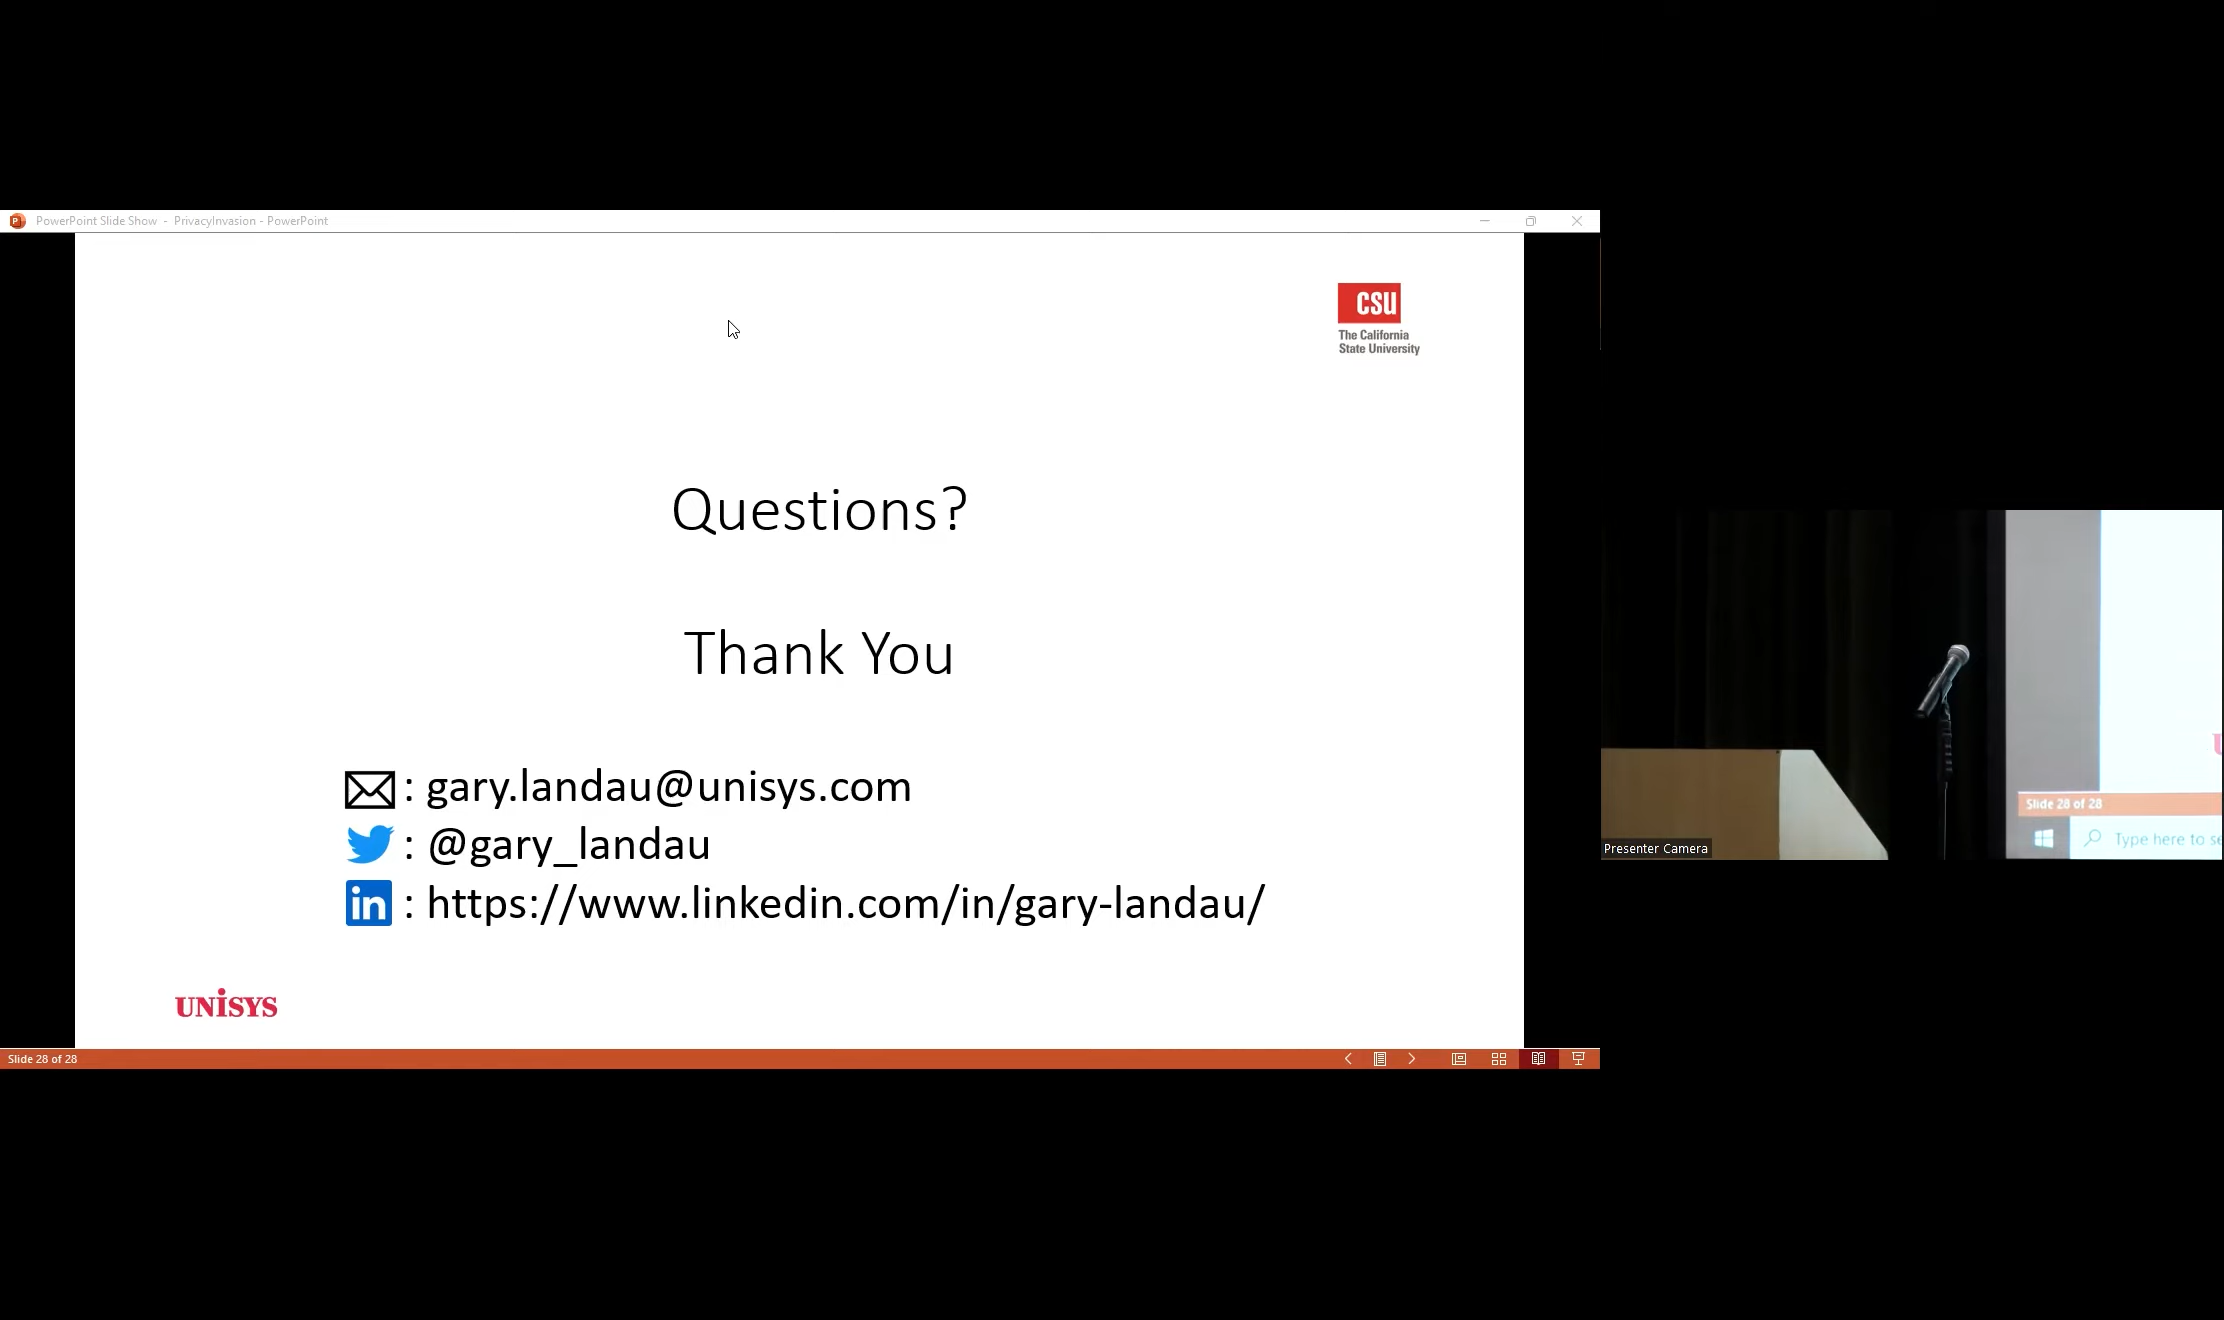 PowerPoint Slide Show - PrivacyInvasion - PowerPoint
CSU
The California
State University
Questions?
Thank You
: gary.landau@unisys.com
: @gary_landau
in : https://www.linkedin.com/in/gary-landau/
UNISYS
Slide 28 of 28
Slide 28 of 28
Type here to se
Presenter Camera